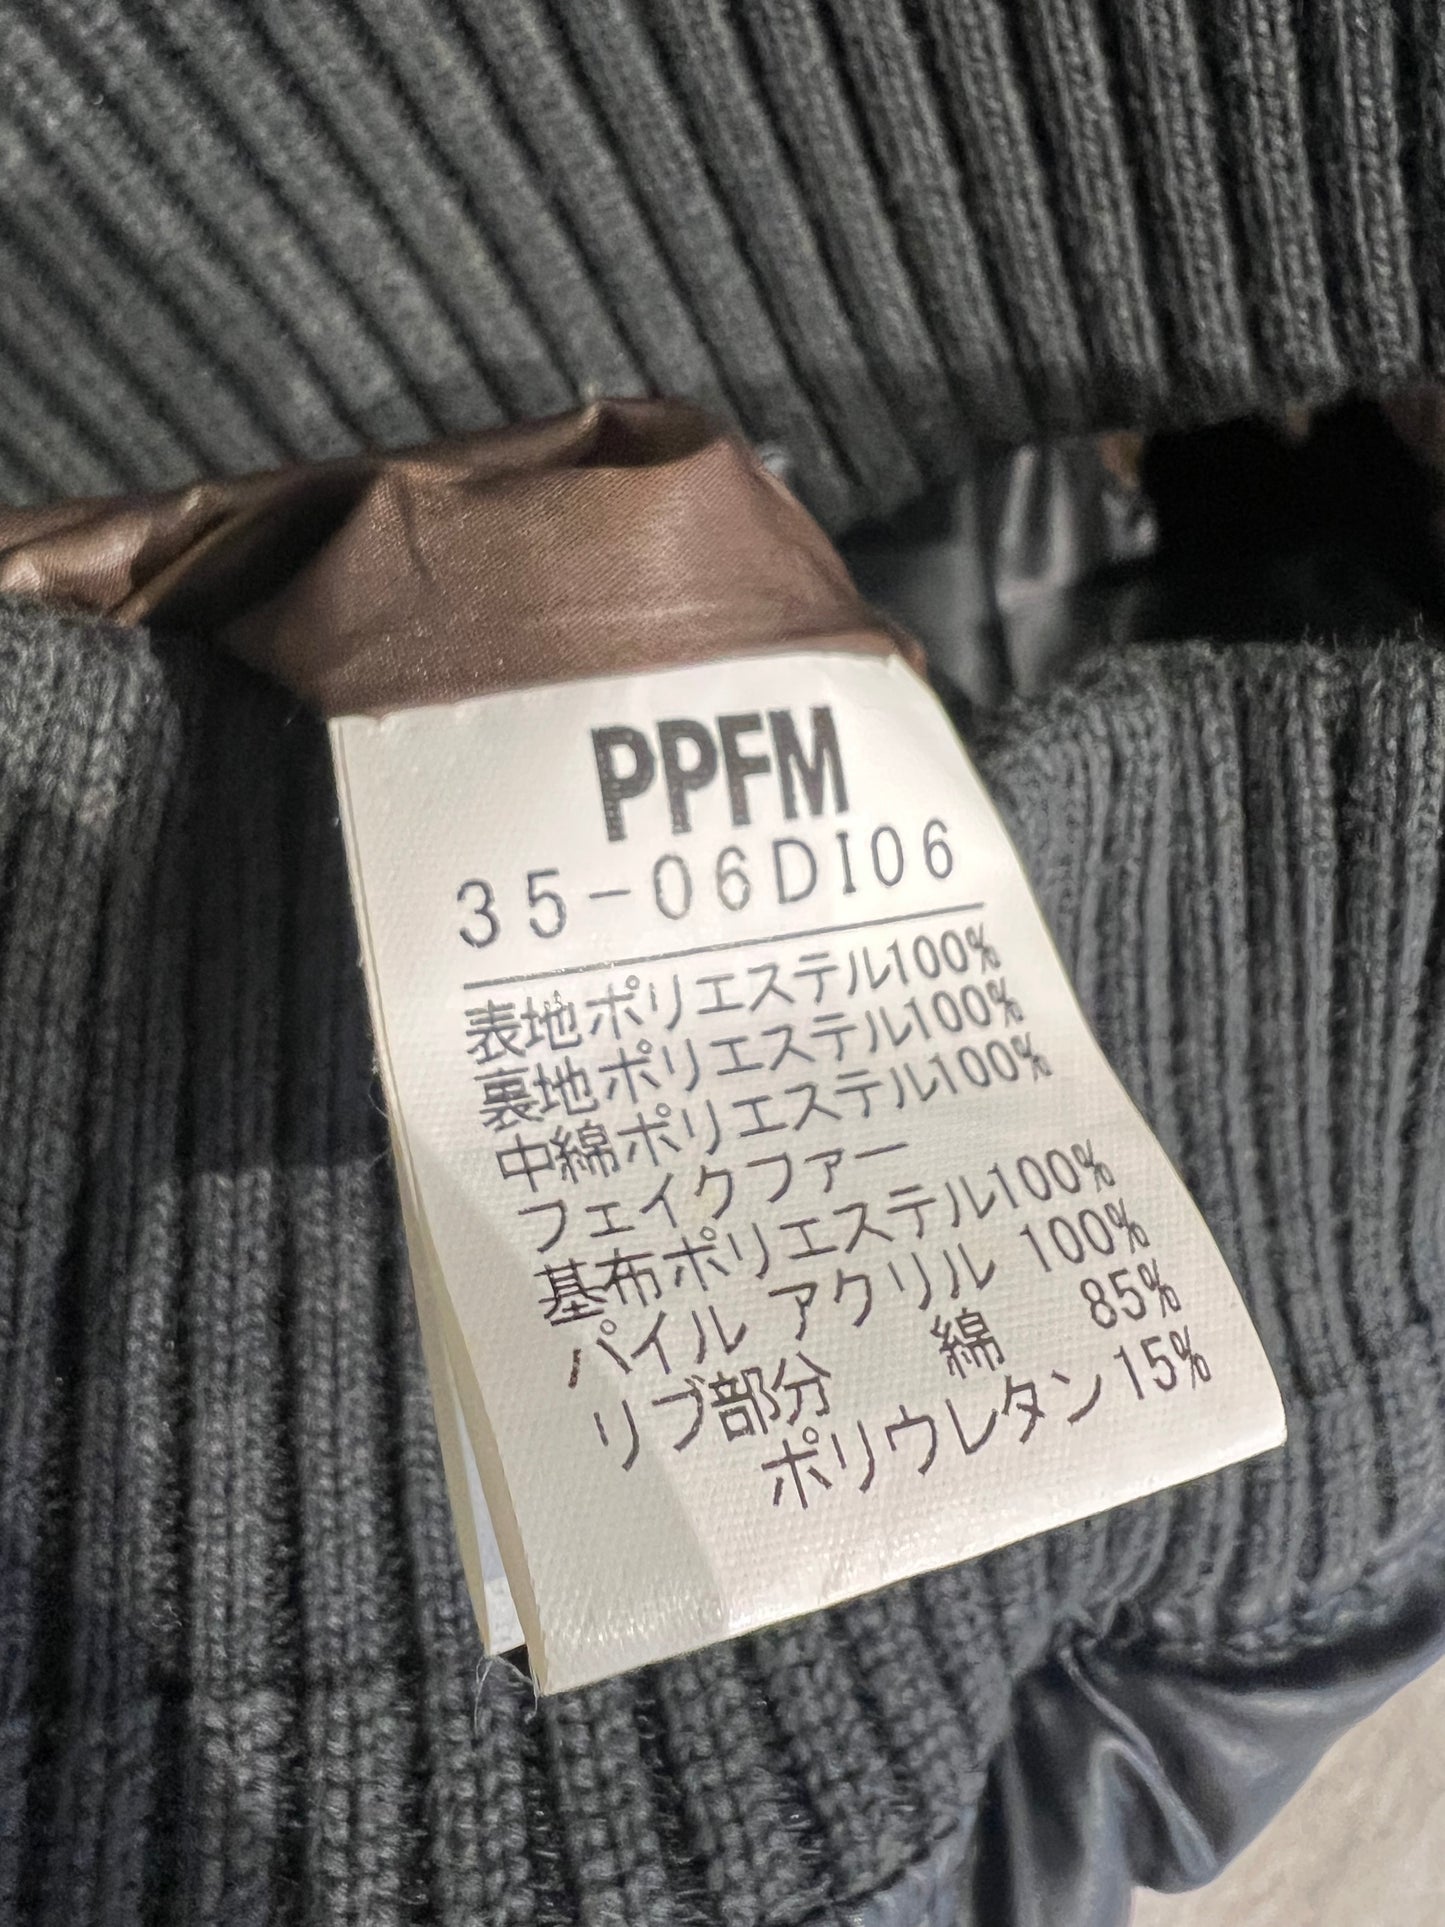 PPFM
35-06DI06
表地ポリエステル100%
裏地ポリエステル100%
中綿ポリエステル100%
フェイクファー
基布ポリエステル100%
パイル アクリル 100%
リブ部分 綿 85%
ポリウレタン15%